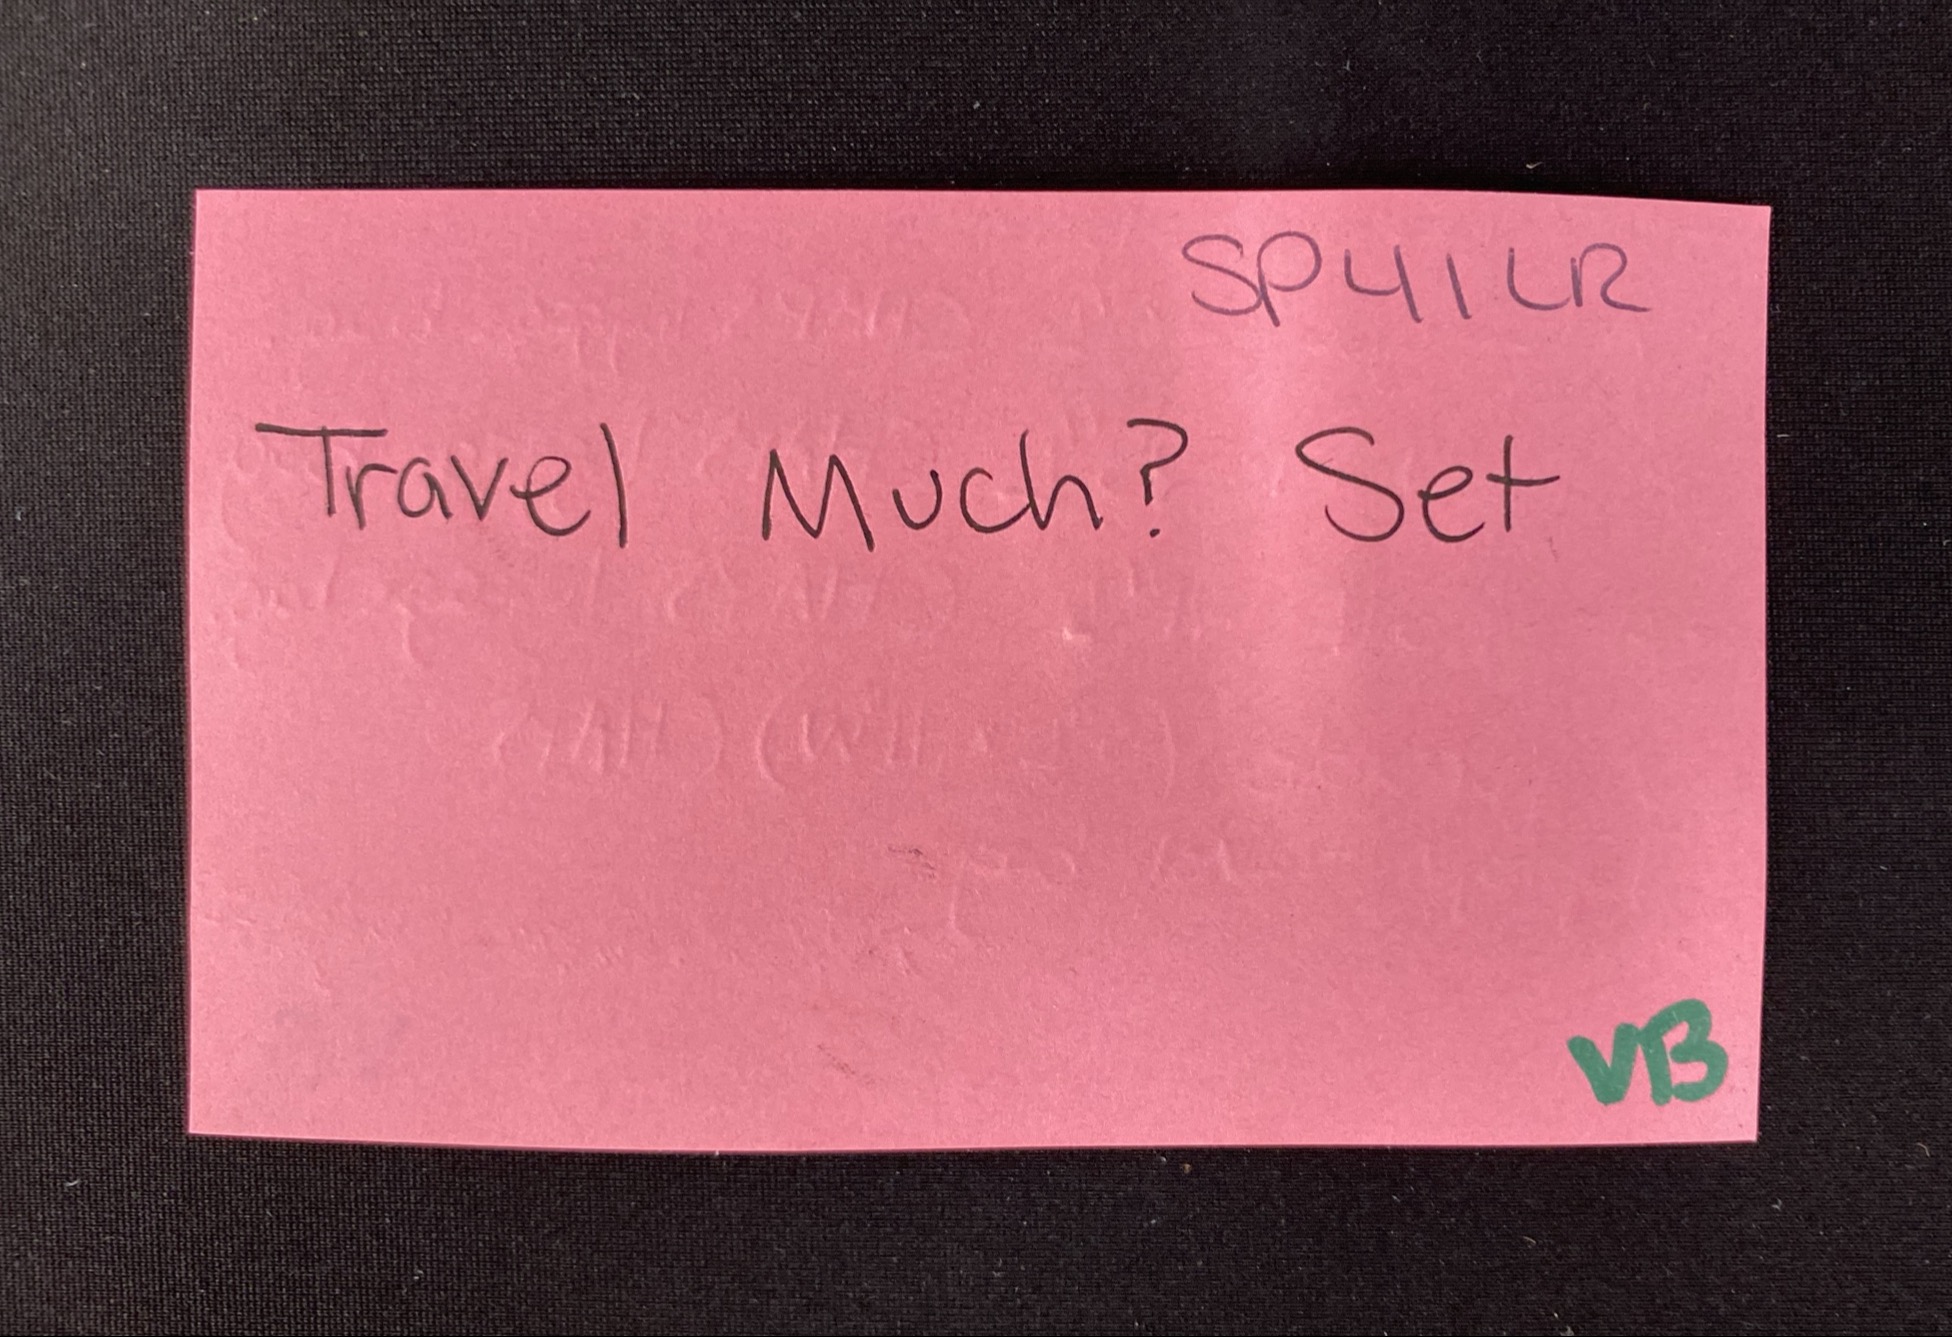 SP41LR
Travel Much? Set
VB